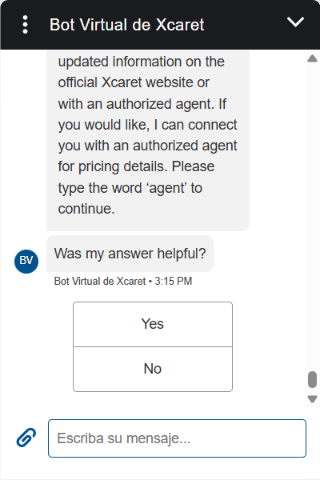 Bot Virtual de Xcaret
updated information on the
official Xcaret website or
with an authorized agent. If
you would like, I can connect
you with an authorized agent
for pricing details. Please
type the word ‘agent’ to
continue.
Was my answer helpful?
BV
Bot Virtual de Xcaret • 3:15 PM
Yes
No
Escriba su mensaje...